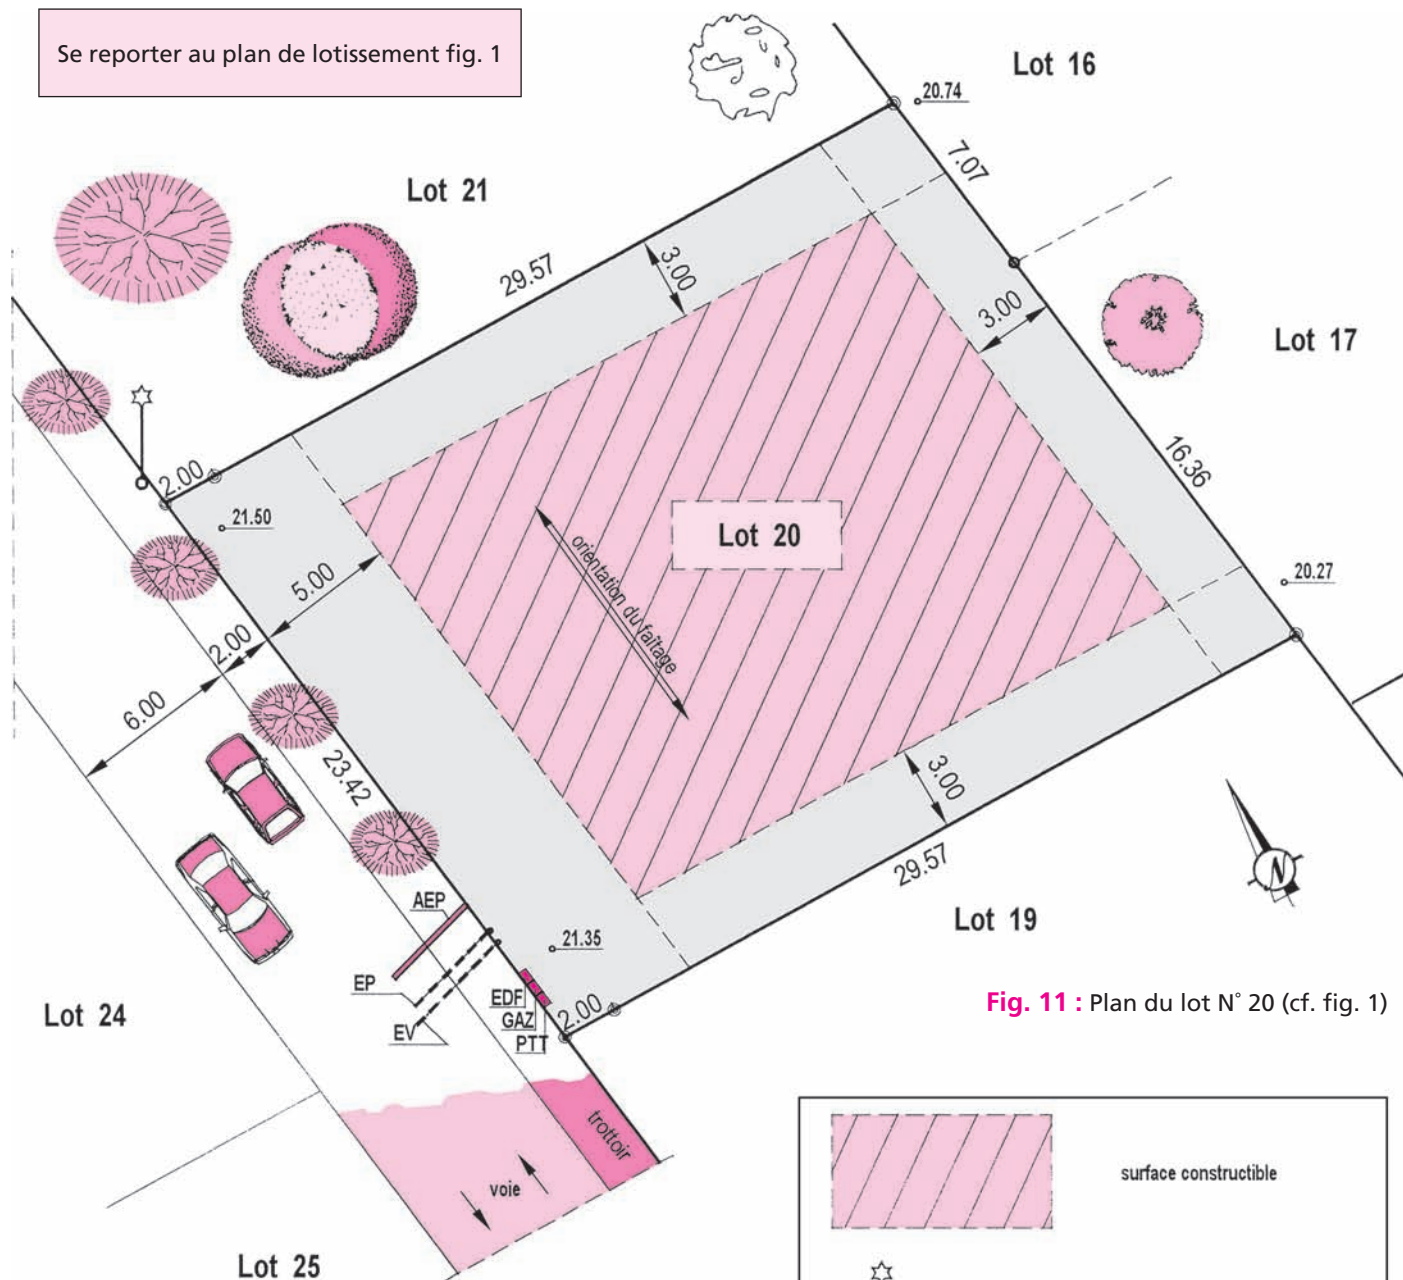 Se reporter au plan de lotissement fig. 1
Lot 16
20.74
7.07
Lot 21
29.57
3.00
3.00
Lot 17
2.00
21.50
16.36
Lot 20
orientation du faîtage
5.00
20.27
2.00
6.00
23.42
3.00
29.57
AEP
Lot 19
21.35
EP
EDF
GAZ
2.00
EV
PTT
Lot 24
N
Fig. 11 : Plan du lot N° 20 (cf. fig. 1)
trottoir
voie
surface constructible
Lot 25